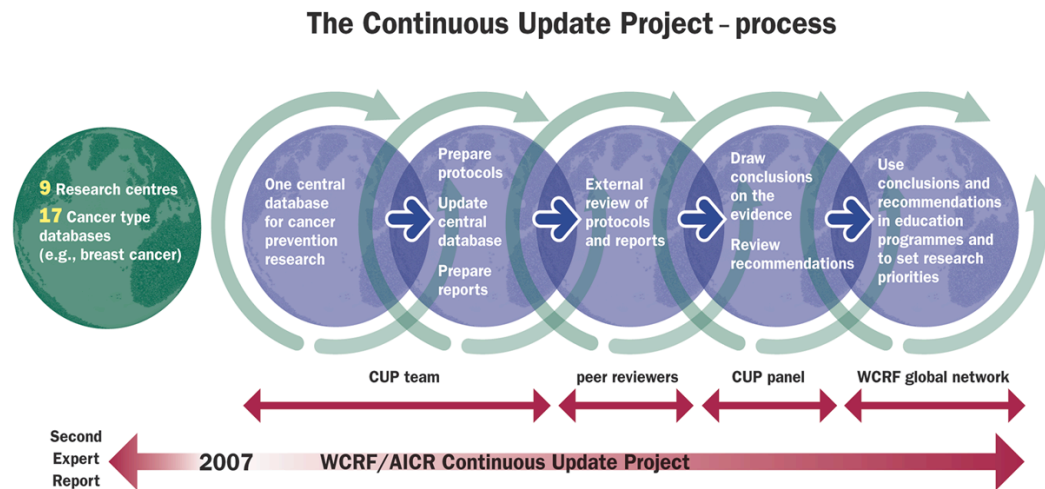 The Continuous Update Project – process
9 Research centres
17 Cancer type
databases
(e.g., breast cancer)
One central
database
for cancer
prevention
research
Prepare
protocols
Update
central
database
Prepare
reports
External
review of
protocols
and reports
Draw
conclusions
on the
evidence
Review
recommendations
Use
conclusions and
recommendations
in education
programmes and
to set research
priorities
CUP team
peer reviewers
CUP panel
WCRF global network
Second
Expert
Report
2007
WCRF/AICR Continuous Update Project